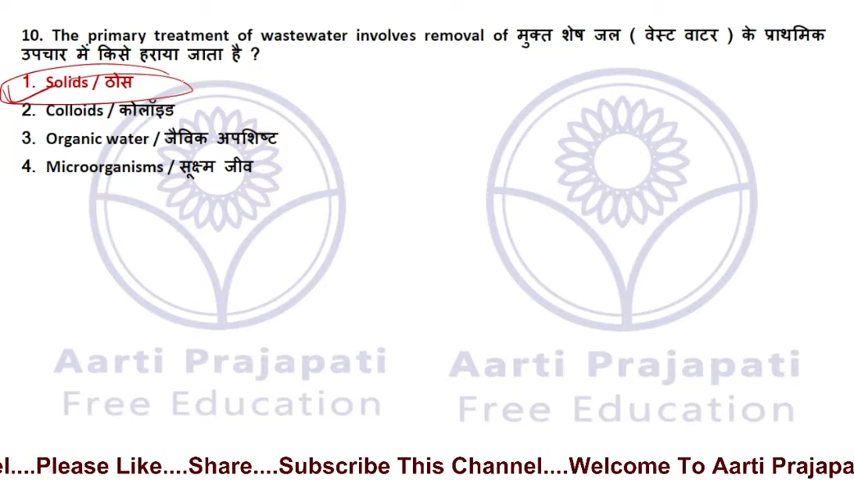 10. The primary treatment of wastewater involves removal of मुक्त शेष जल ( वेस्ट वाटर ) के प्राथमिक
उपचार में किसे हराया जाता है ?
1. Solids / ठोस
2. Colloids / कोलॉइड
3. Organic water / जैविक अपशिष्ट
4. Microorganisms / सूक्ष्म जीव
Aarti Prajapati
Free Education
Aarti Prajapati
Free Education
el....Please Like....Share....Subscribe This Channel....Welcome To Aarti Prajapa